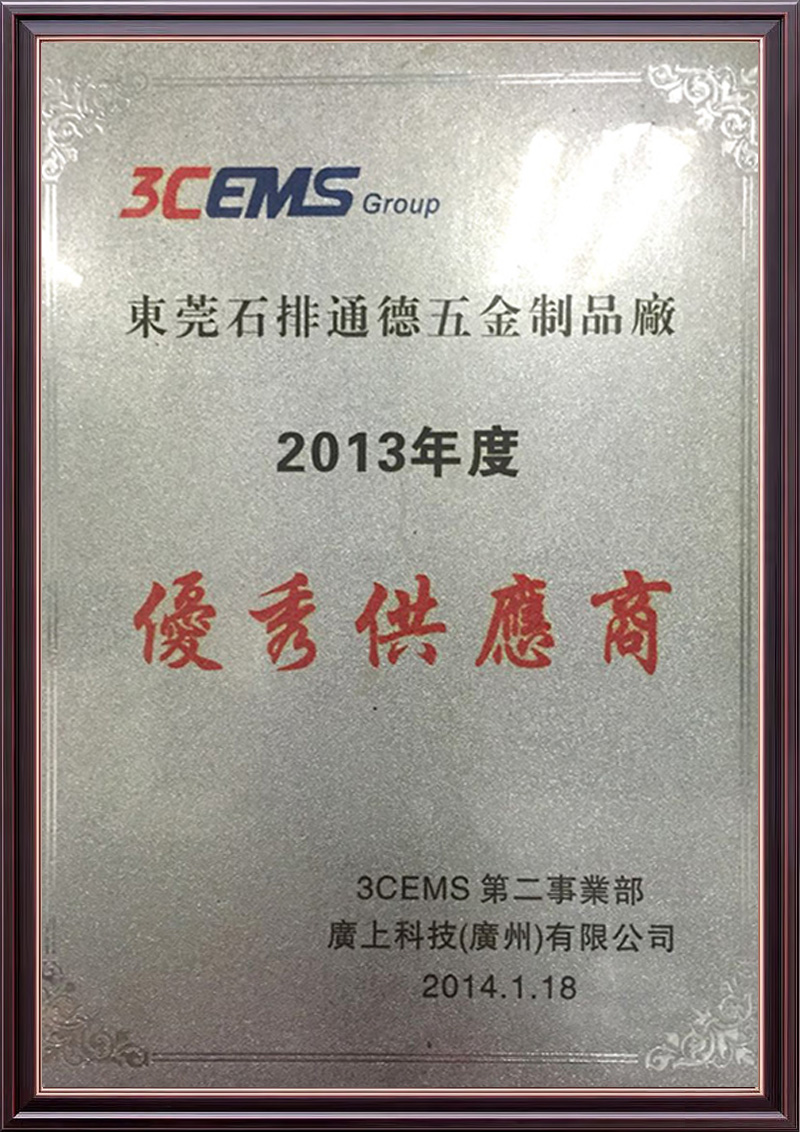 3CEMS Group
東莞石排通德五金制品廠
2013年度
優秀供應商
3CEMS 第二事業部
廣上科技(廣州)有限公司
2014.1.18